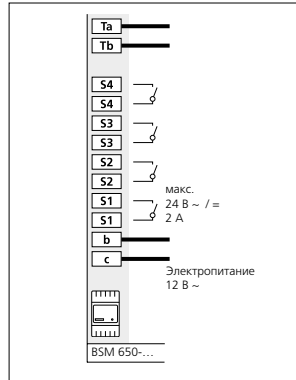 Ta
Tb
S4
S4
S3
S3
S2
S2
макс.
S1
24 В ~ / =
S1
2 А
b
c
Электропитание
12 В ~
BSM 650-...